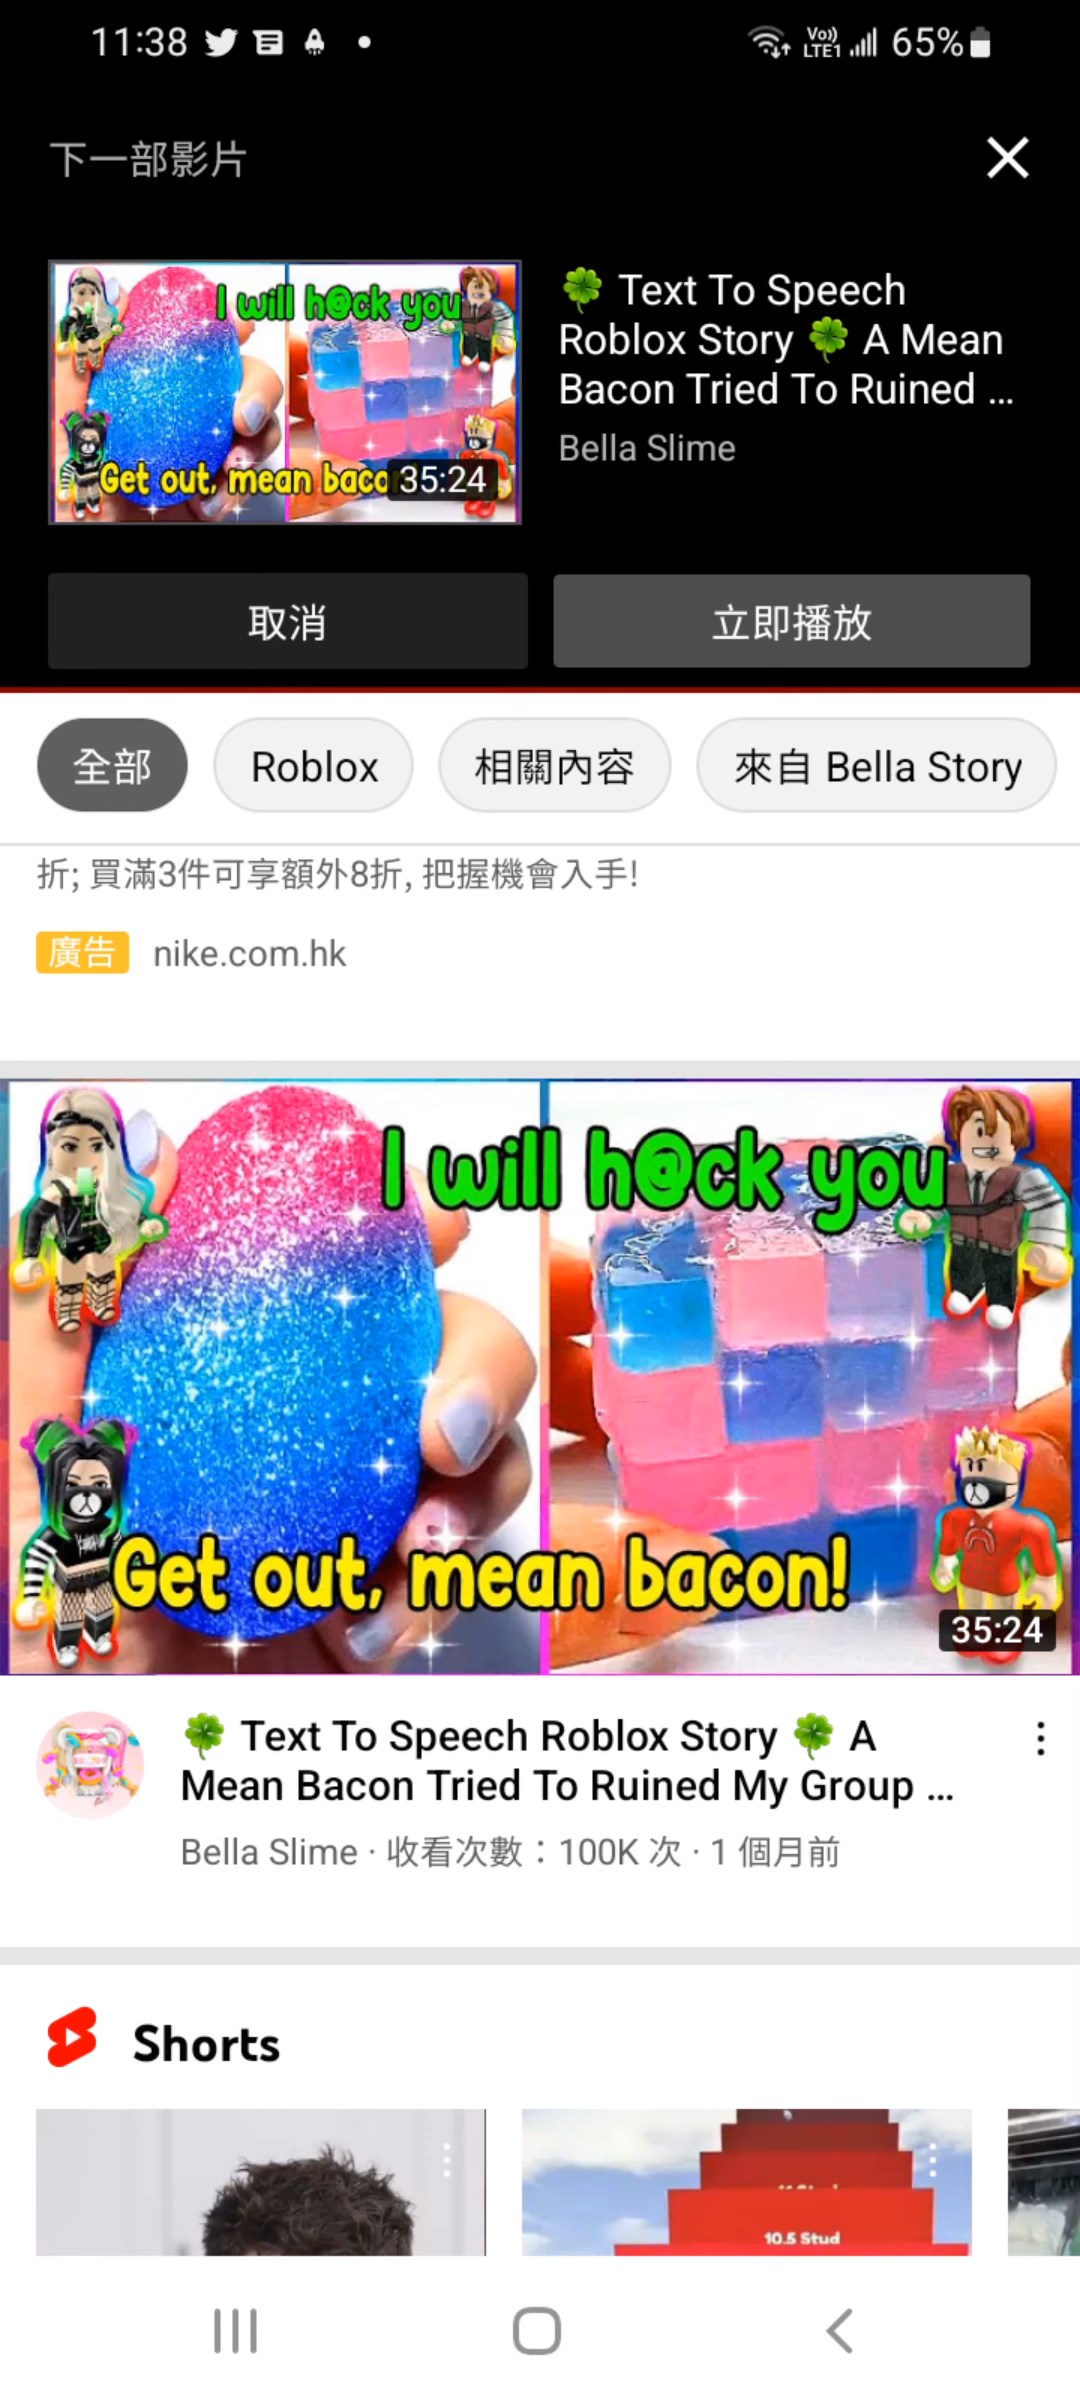 11:38
Vo))
LTE1
65%
下一部影片
I will h@ck you
Get out, mean baco
35:24
🍀 Text To Speech
Roblox Story 🍀 A Mean
Bacon Tried To Ruined ...
Bella Slime
取消
立即播放
全部
Roblox
相關內容
來自 Bella Story
折; 買滿3件可享額外8折, 把握機會入手!
廣告
nike.com.hk
I will h@ck you
Get out, mean bacon!
35:24
🍀 Text To Speech Roblox Story 🍀 A
Mean Bacon Tried To Ruined My Group ...
Bella Slime · 收看次數：100K 次 · 1 個月前
Shorts
10.5 Stud